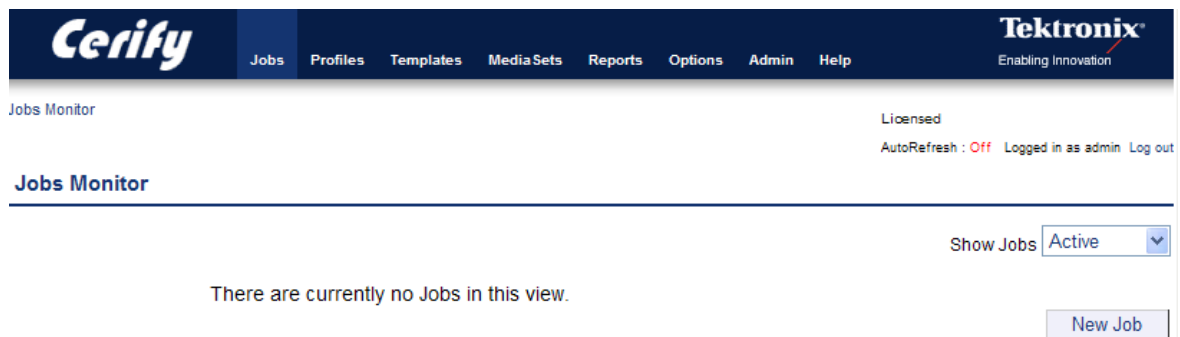 Cerify
Tektronix
Jobs Profiles Templates MediaSets Reports Options Admin Help
Enabling Innovation
Jobs Monitor
Licensed
AutoRefresh : Off Logged in as admin Log out
Jobs Monitor
Show Jobs Active
There are currently no Jobs in this view.
New Job